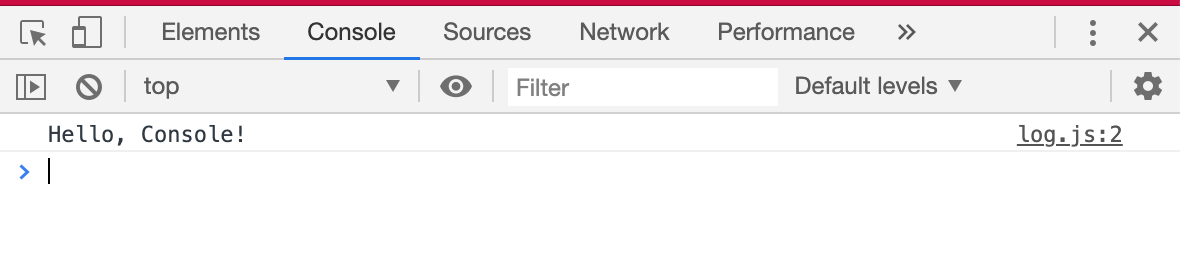 Elements Console Sources Network Performance »
top Filter Default levels
Hello, Console! log.js:2